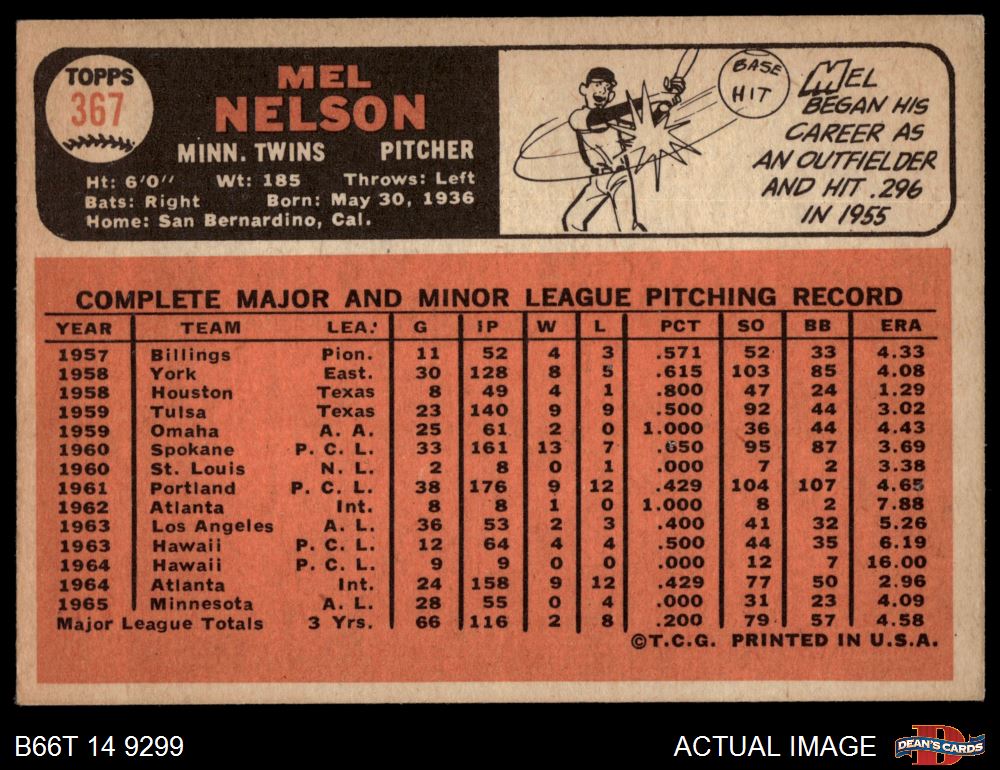 TOPPS
367
MEL
NELSON
MINN. TWINS PITCHER
Ht: 6'0" Wt: 185 Throws: Left
Bats: Right Born: May 30, 1936
Home: San Bernardino, Cal.
BASE
HIT
MEL
BEGAN HIS
CAREER AS
AN OUTFIELDER
AND HIT .296
IN 1955
COMPLETE MAJOR AND MINOR LEAGUE PITCHING RECORD
YEAR TEAM LEA. G IP W L PCT SO BB ERA
1957 Billings Pion. 11 52 4 3 .571 52 33 4.33
1958 York East. 30 128 8 5 .615 103 85 4.08
1958 Houston Texas 8 49 4 1 .800 47 24 1.29
1959 Tulsa Texas 23 140 9 9 .500 92 44 3.02
1959 Omaha A. A. 25 61 2 0 1.000 36 44 4.43
1960 Spokane P. C. L. 33 161 13 7 .650 95 87 3.69
1960 St. Louis N. L. 2 8 0 1 .000 7 2 3.38
1961 Portland P. C. L. 38 176 9 12 .429 104 107 4.65
1962 Atlanta Int. 8 8 1 0 1.000 8 2 7.88
1963 Los Angeles A. L. 36 53 2 3 .400 41 32 5.26
1963 Hawaii P. C. L. 12 64 4 4 .500 44 35 6.19
1964 Hawaii P. C. L. 9 9 0 0 .000 12 7 16.00
1964 Atlanta Int. 24 158 9 12 .429 77 50 2.96
1965 Minnesota A. L. 28 55 0 4 .000 31 23 4.09
Major League Totals 3 Yrs. 66 116 2 8 .200 79 57 4.58
©T.C.G. PRINTED IN U.S.A.
B66T 14 9299
ACTUAL IMAGE
DEAN'S CARDS